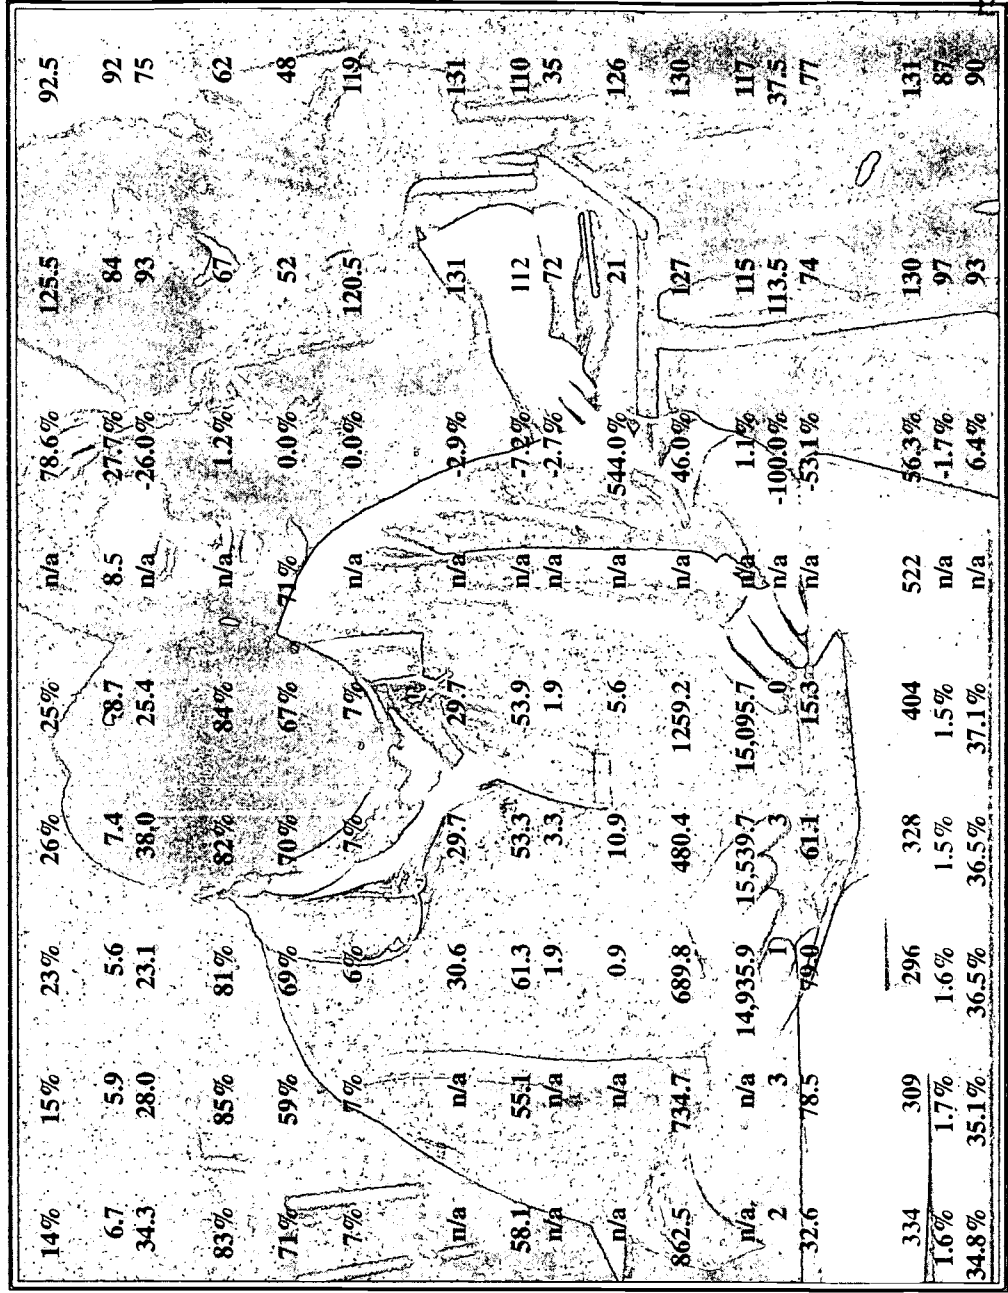 14% 15% 23% 26% 25% n/a 78.6% 125.5 92.5
6.7 5.9 5.6 7.4 8.7 8.5 -27.7% 84 92
34.3 28.0 23.1 38.0 25.4 n/a -26.0% 93 75
83% 85% 81% 82% 84% n/a 1.2% 67 62
71% 59% 69% 70% 67% 71% 0.0% 52 48
7% 7% 6% 7% 7% n/a 0.0% 120.5 119
n/a n/a 30.6 29.7 29.7 n/a -2.9% 131 131
58.1 55.1 61.3 53.3 53.9 n/a -7.2% 112 110
n/a n/a 1.9 3.3 1.9 n/a -2.7% 72 35
n/a n/a 0.9 10.9 5.6 n/a 544.0% 21 126
862.5 734.7 689.8 480.4 1259.2 n/a 46.0% 127 130
n/a n/a 14,935.9 15,539.7 15,095.7 n/a 1.1% 115 117
2 3 1 3 0 n/a -100.0% 113.5 37.5
32.6 78.5 79.0 61.1 15.3 n/a -53.1% 74 77
334 309 296 328 404 522 56.3% 130 131
1.6% 1.7% 1.6% 1.5% 1.5% n/a -1.7% 97 87
34.8% 35.1% 36.5% 36.5% 37.1% n/a 6.4% 93 90